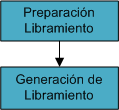 Preparación
Libramiento
Generación de
Libramiento